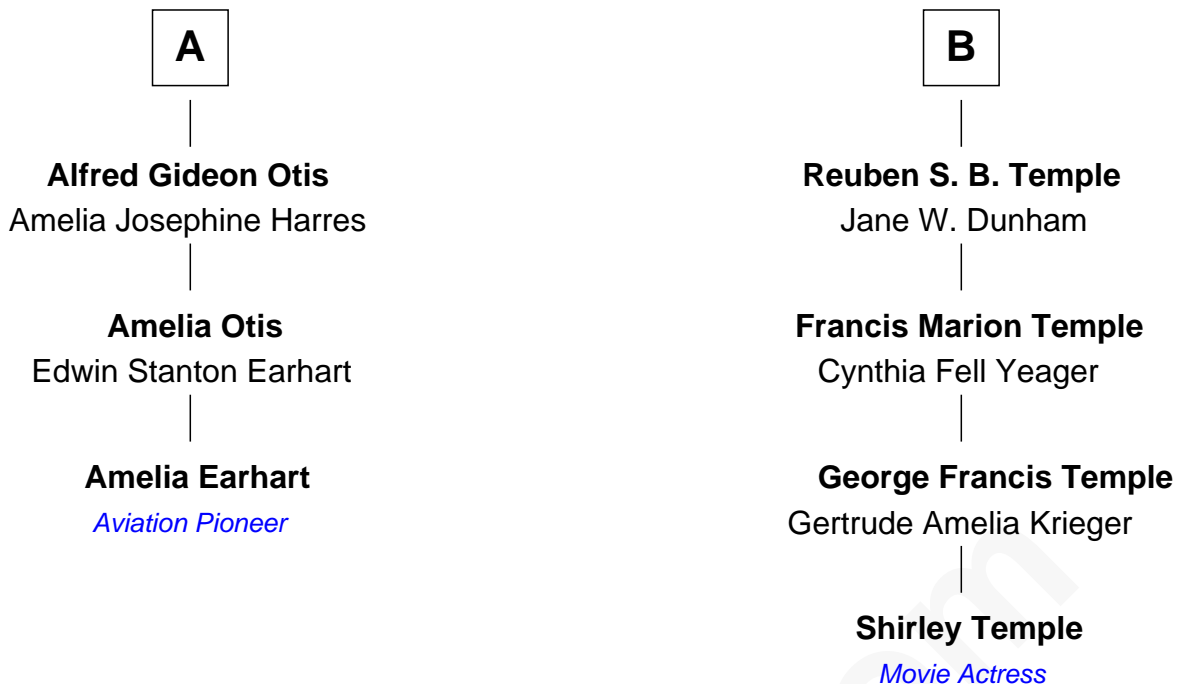 A
Alfred Gideon Otis
Amelia Josephine Harres
Amelia Otis
Edwin Stanton Earhart
Amelia Earhart
Aviation Pioneer
B
Reuben S. B. Temple
Jane W. Dunham
Francis Marion Temple
Cynthia Fell Yeager
George Francis Temple
Gertrude Amelia Krieger
Shirley Temple
Movie Actress